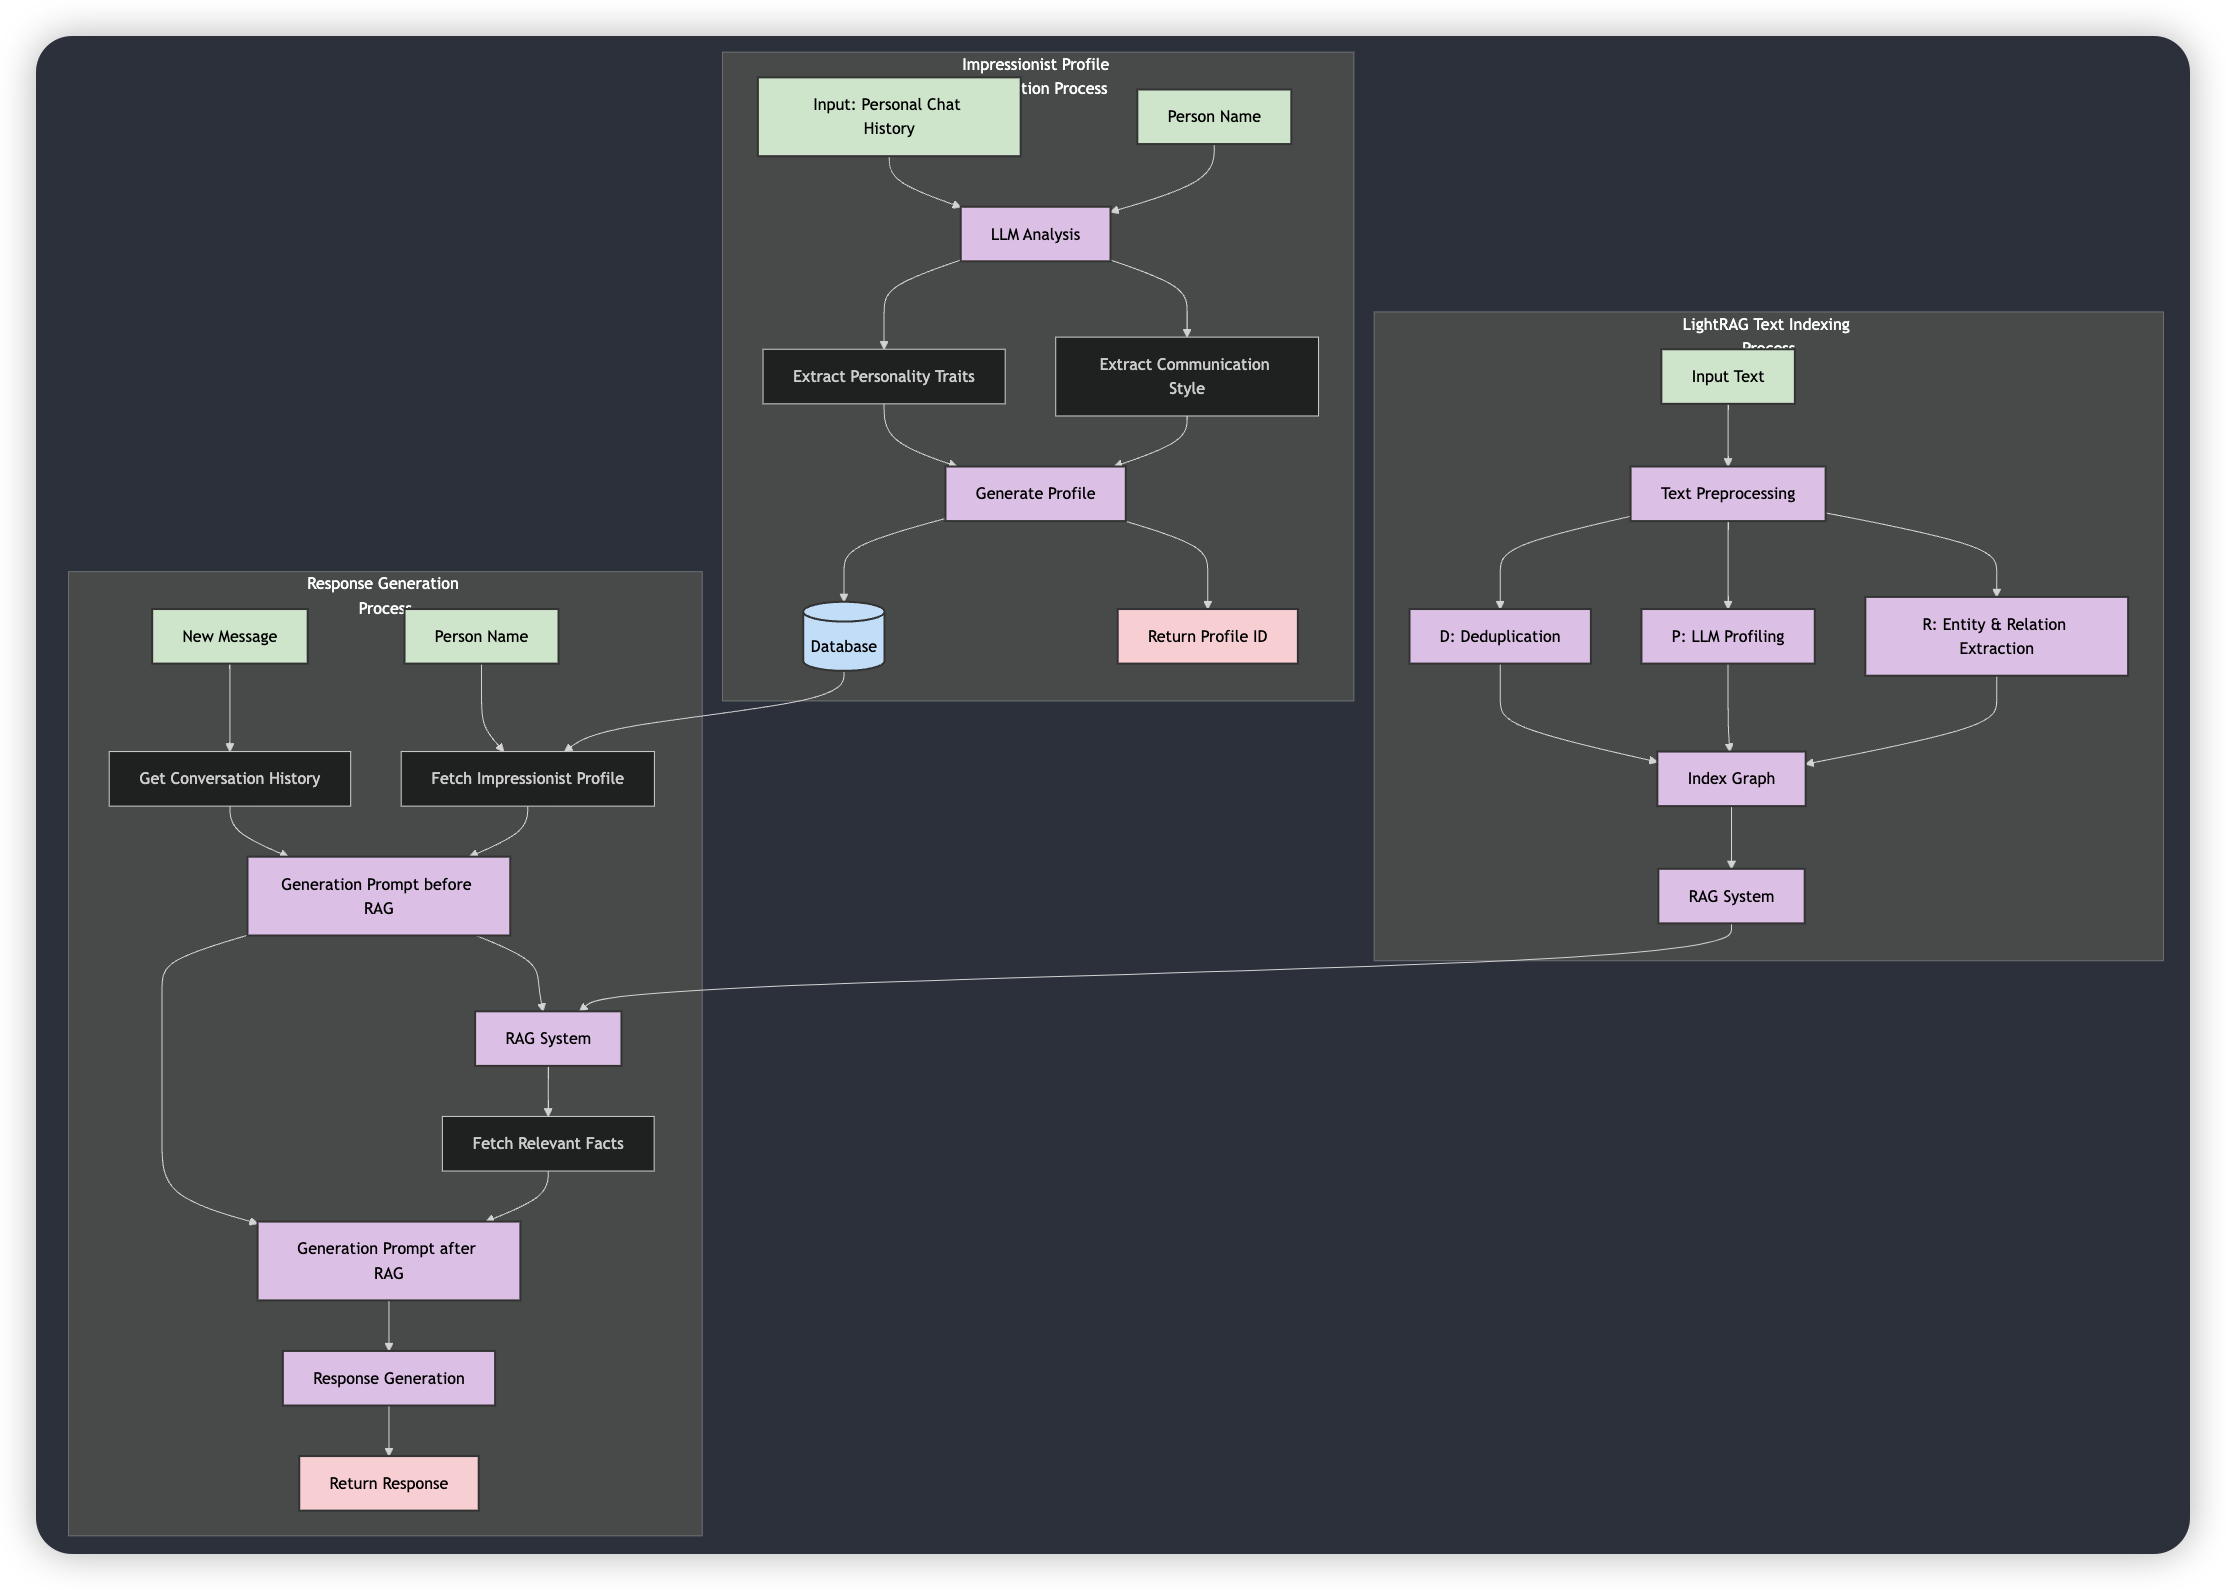 Impressionist Profile
tion Process
Input: Personal Chat
History
Person Name
LLM Analysis
Extract Personality Traits
Extract Communication
Style
Generate Profile
Database
Return Profile ID
LightRAG Text Indexing
Process
Input Text
Text Preprocessing
D: Deduplication
P: LLM Profiling
R: Entity & Relation
Extraction
Index Graph
RAG System
Response Generation
Process
New Message
Person Name
Get Conversation History
Fetch Impressionist Profile
Generation Prompt before
RAG
RAG System
Fetch Relevant Facts
Generation Prompt after
RAG
Response Generation
Return Response